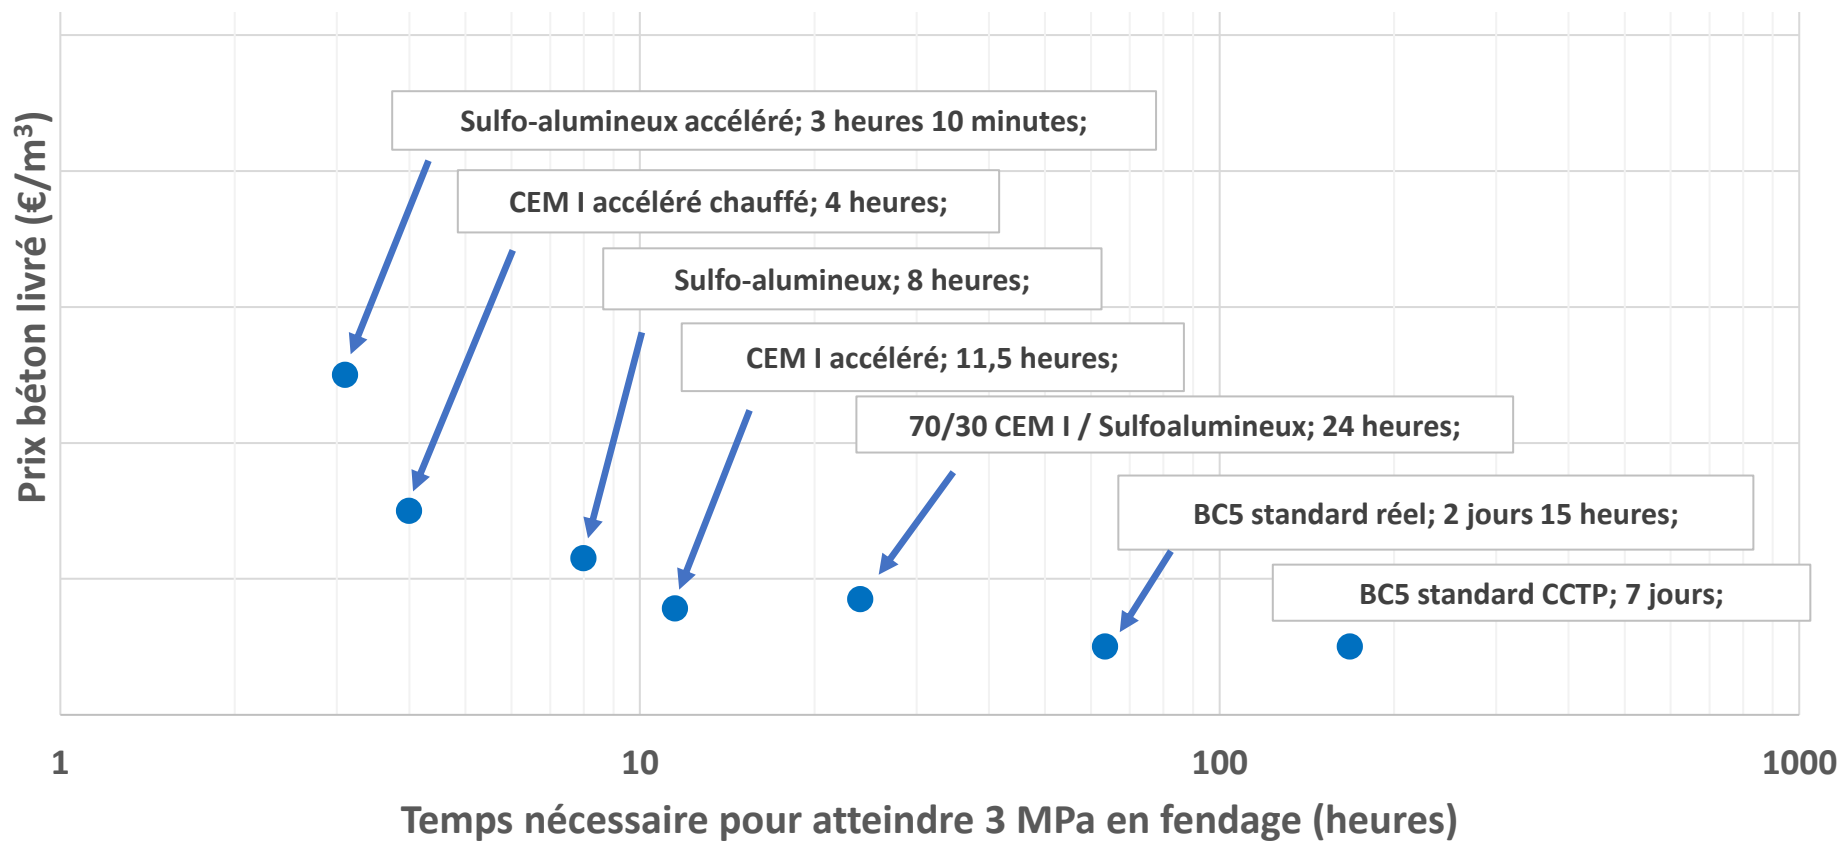 Prix béton livré (€/m³)
Sulfo-alumineux accéléré; 3 heures 10 minutes;
CEM I accéléré chauffé; 4 heures;
Sulfo-alumineux; 8 heures;
CEM I accéléré; 11,5 heures;
70/30 CEM I / Sulfoalumineux; 24 heures;
BC5 standard réel; 2 jours 15 heures;
BC5 standard CCTP; 7 jours;
1 10 100 1000
Temps nécessaire pour atteindre 3 MPa en fendage (heures)